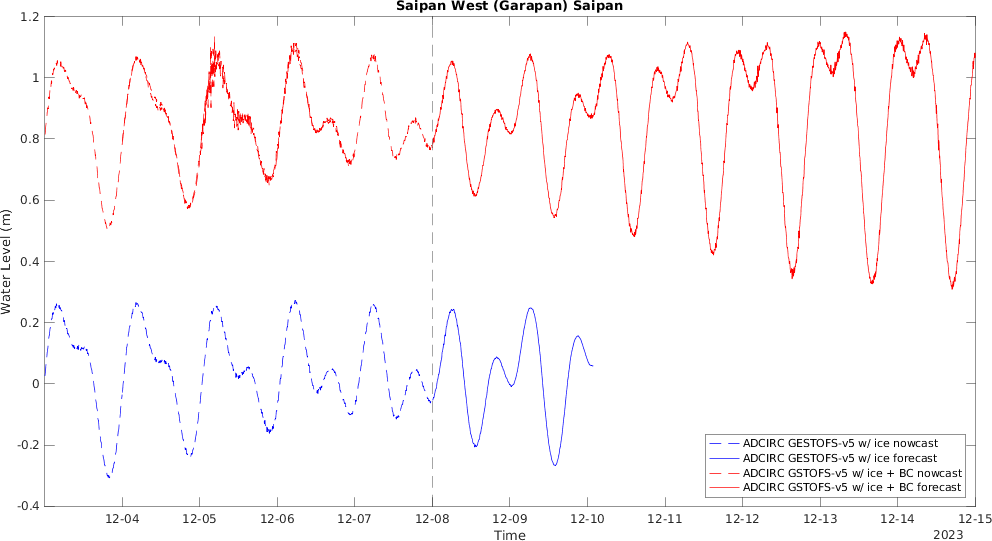 Saipan West (Garapan) Saipan
Water Level (m)
1.2
1
0.8
0.6
0.4
0.2
0
-0.2
-0.4
ADCIRC GESTOFS-v5 w/ ice nowcast
ADCIRC GESTOFS-v5 w/ ice forecast
ADCIRC GSTOFS-v5 w/ ice + BC nowcast
ADCIRC GSTOFS-v5 w/ ice + BC forecast
12-04 12-05 12-06 12-07 12-08 12-09 12-10 12-11 12-12 12-13 12-14 12-15
Time
2023